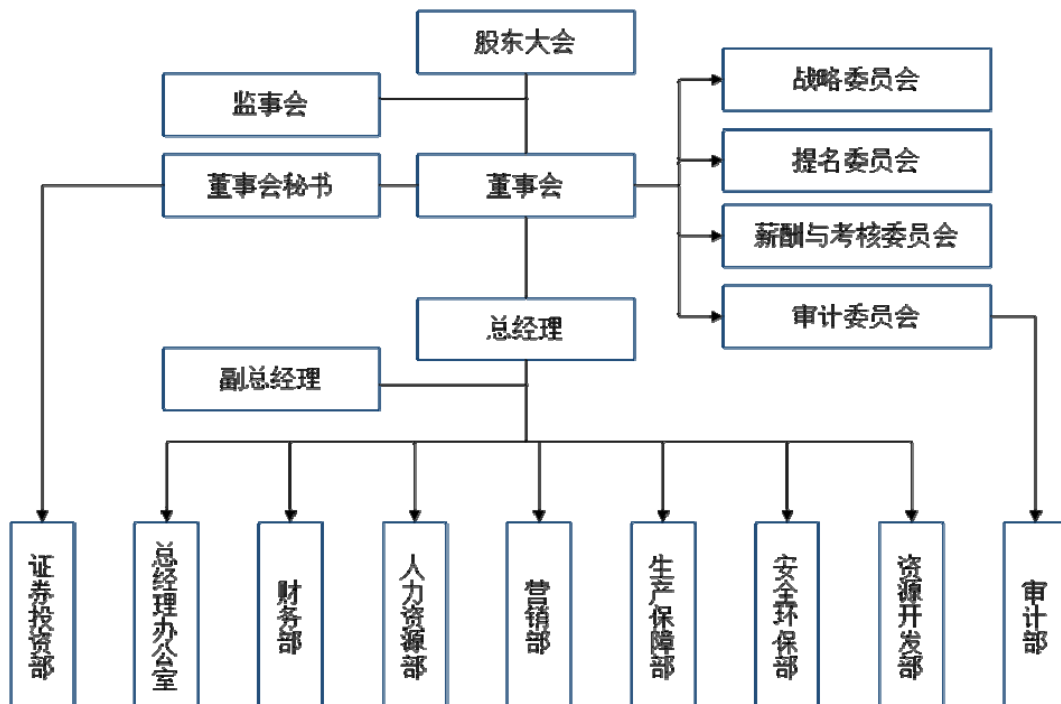 股东大会
监事会
战略委员会
提名委员会
董事会秘书
董事会
薪酬与考核委员会
总经理
审计委员会
副总经理
证券投资部
总经理办公室
财务部
人力资源部
营销部
生产保障部
安全环保部
资源开发部
审计部